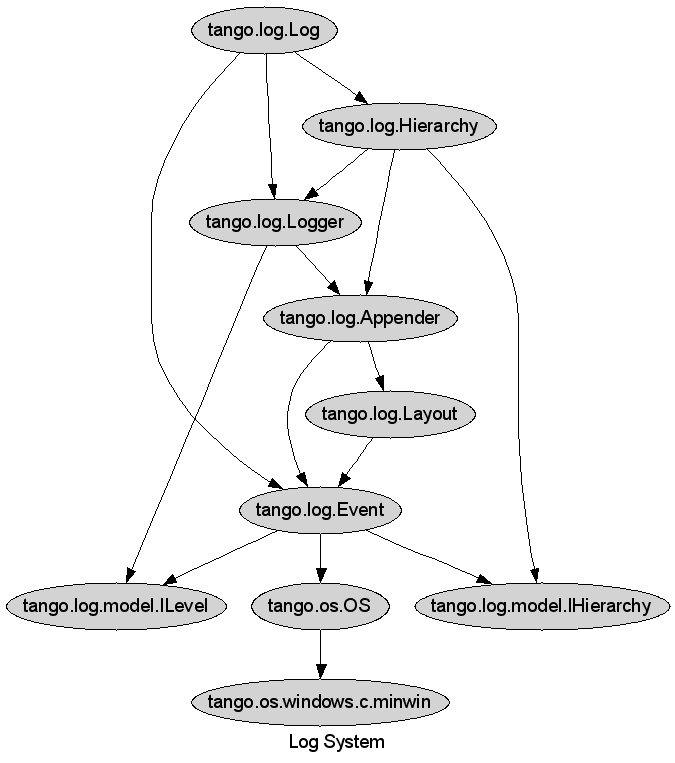 tango.log.Log
tango.log.Hierarchy
tango.log.Logger
tango.log.Appender
tango.log.Layout
tango.log.Event
tango.log.model.ILevel
tango.os.OS
tango.log.model.IHierarchy
tango.os.windows.c.minwin
Log System